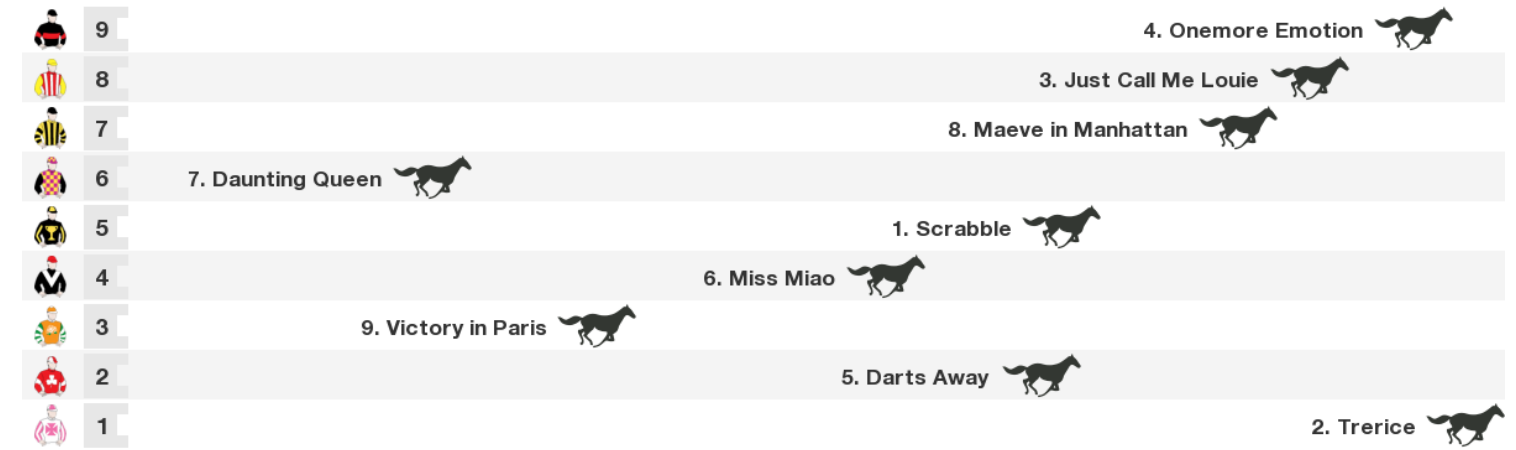 9 4. Onemore Emotion
8 3. Just Call Me Louie
7 8. Maeve in Manhattan
6 7. Daunting Queen
5 1. Scrabble
4 6. Miss Miao
3 9. Victory in Paris
2 5. Darts Away
1 2. Trerice